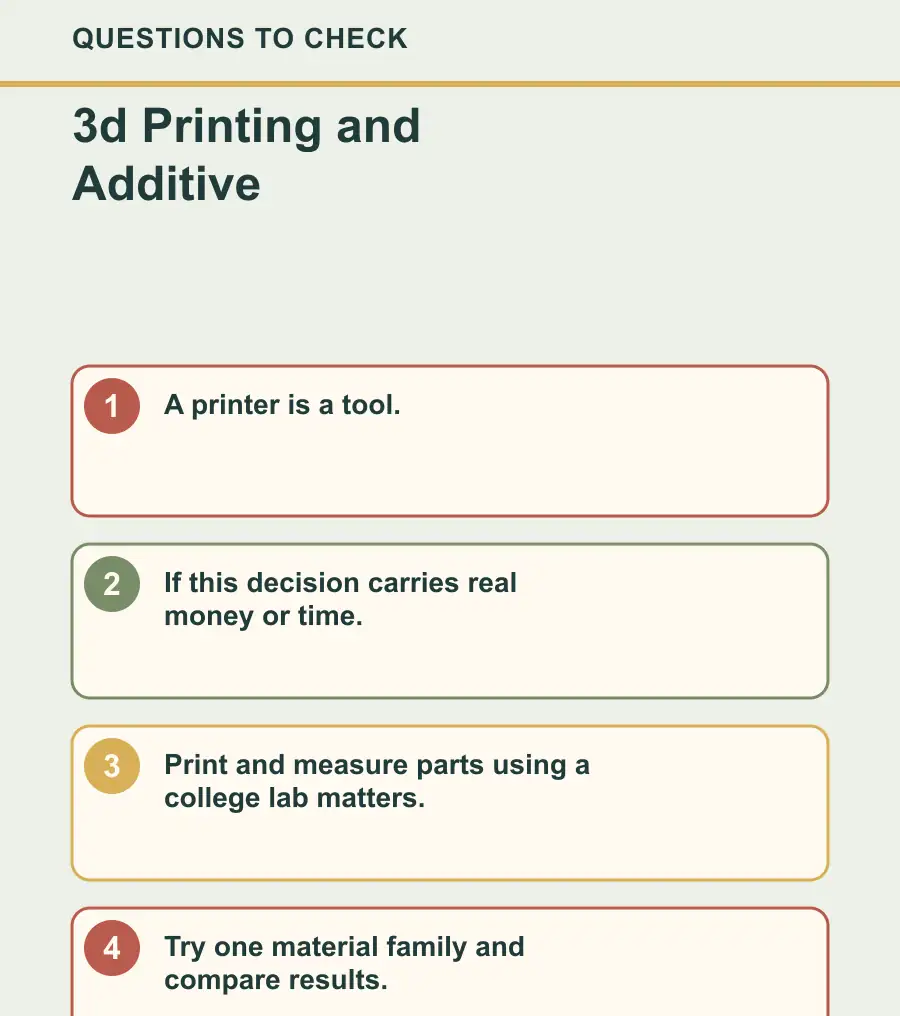 QUESTIONS TO CHECK
3d Printing and
Additive
1
A printer is a tool.
2
If this decision carries real
money or time.
3
Print and measure parts using a
college lab matters.
4
Try one material family and
compare results.